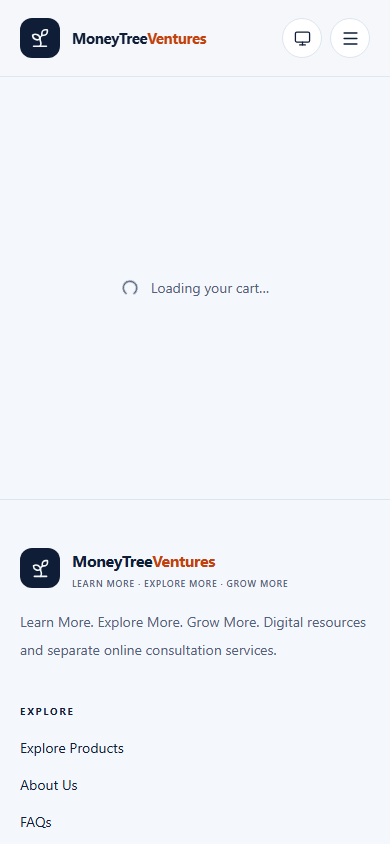 MoneyTreeVentures
Loading your cart...
MoneyTreeVentures
LEARN MORE · EXPLORE MORE · GROW MORE
Learn More. Explore More. Grow More. Digital resources
and separate online consultation services.
EXPLORE
Explore Products
About Us
FAQs